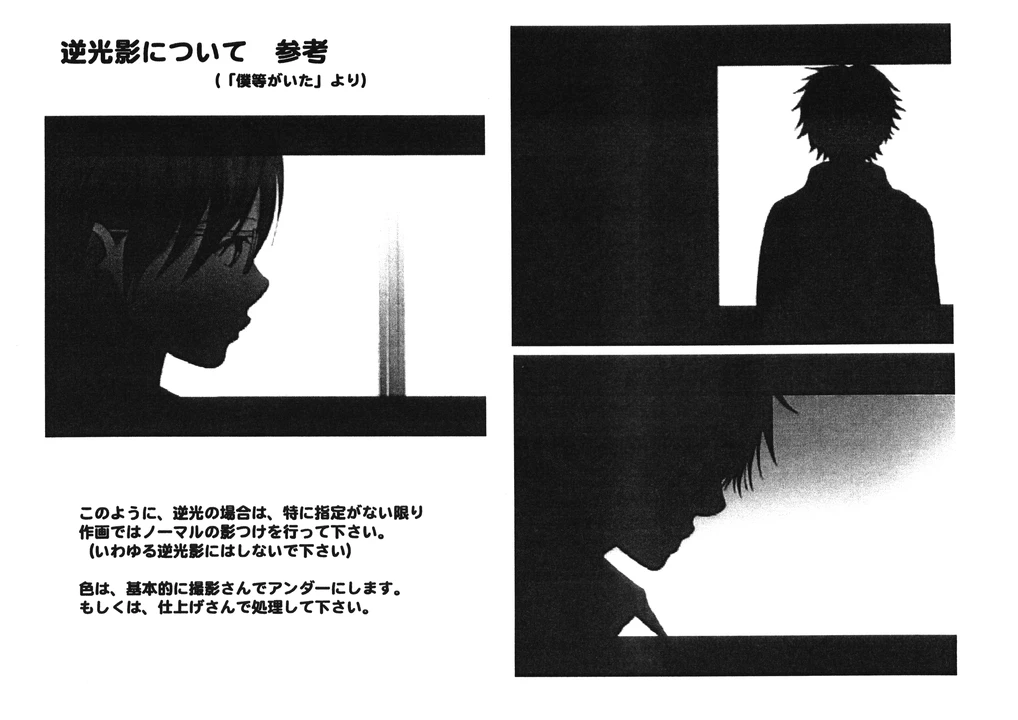 逆光影について　参考
(「僕等がいた」より)
このように、逆光の場合は、特に指定がない限り
作画ではノーマルの影つけを行って下さい。
(いわゆる逆光影にはしないで下さい)
色は、基本的に撮影さんでアンダーにします。
もしくは、仕上げさんで処理して下さい。